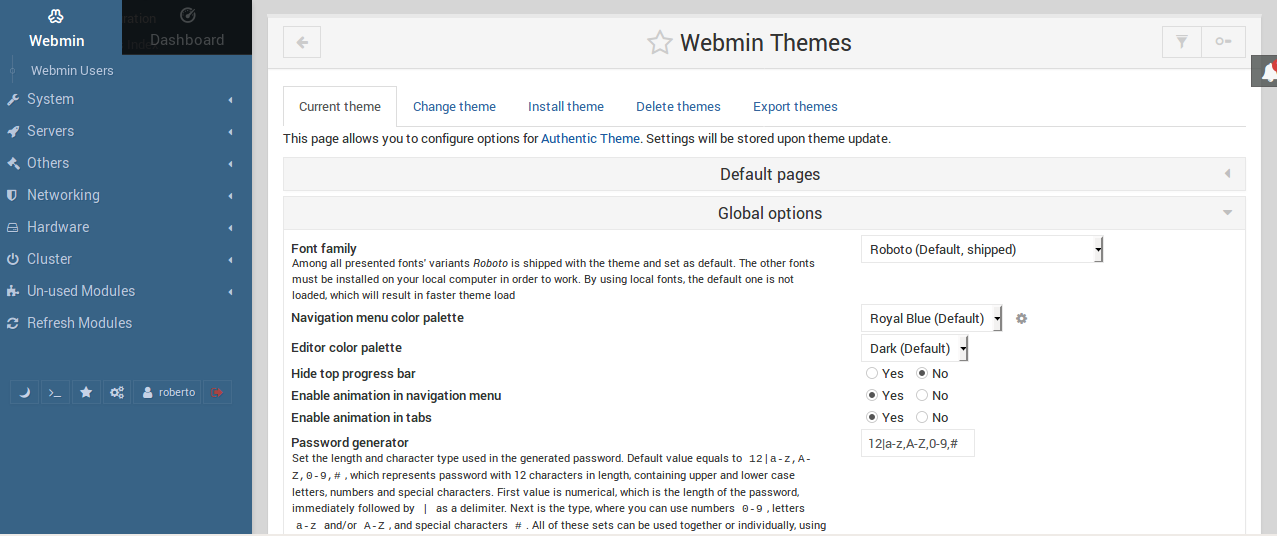 Webmin
Dashboard
Webmin Users
System
Servers
Others
Networking
Hardware
Cluster
Un-used Modules
Refresh Modules
roberto
Webmin Themes
Current theme
Change theme
Install theme
Delete themes
Export themes
This page allows you to configure options for Authentic Theme. Settings will be stored upon theme update.
Default pages
Global options
Font family
Roboto (Default, shipped)
Among all presented fonts' variants Roboto is shipped with the theme and set as default. The other fonts
must be installed on your local computer in order to work. By using local fonts, the default one is not
loaded, which will result in faster theme load
Navigation menu color palette
Royal Blue (Default)
Editor color palette
Dark (Default)
Hide top progress bar
Yes No
Enable animation in navigation menu
Yes No
Enable animation in tabs
Yes No
Password generator
12|a-z,A-Z,0-9,#
Set the length and character type used in the generated password. Default value equals to 12|a-z,A-
Z,0-9,# , which represents password with 12 characters in length, containing upper and lower case
letters, numbers and special characters. First value is numerical, which is the length of the password,
immediately followed by | as a delimiter. Next is the type, where you can use numbers 0-9 , letters
a-z and/or A-Z , and special characters # . All of these sets can be used together or individually, using